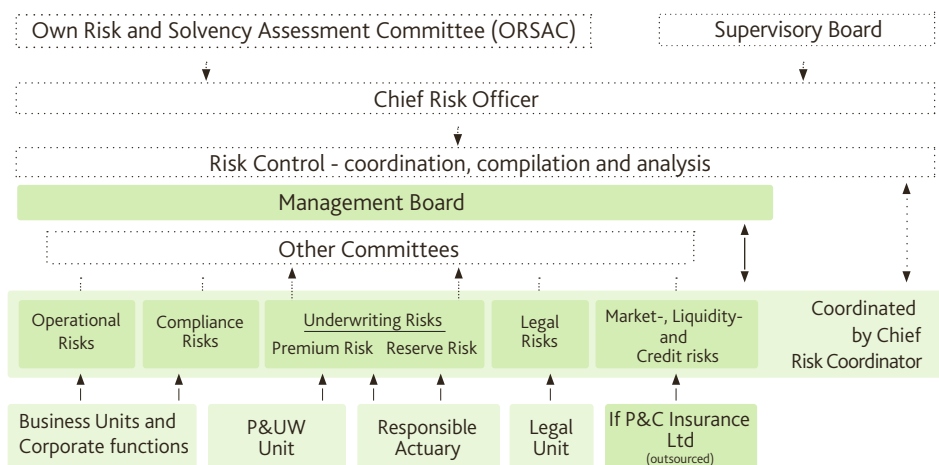 Own Risk and Solvency Assessment Committee (ORSAC)
Supervisory Board
Chief Risk Officer
Risk Control - coordination, compilation and analysis
Management Board
Other Committees
Operational
Risks
Compliance
Risks
Underwriting Risks
Premium Risk
Reserve Risk
Legal
Risks
Market-, Liquidity-
and
Credit risks
Coordinated
by Chief
Risk Coordinator
Business Units and
Corporate functions
P&UW
Unit
Responsible
Actuary
Legal
Unit
If P&C Insurance
Ltd
(outsourced)